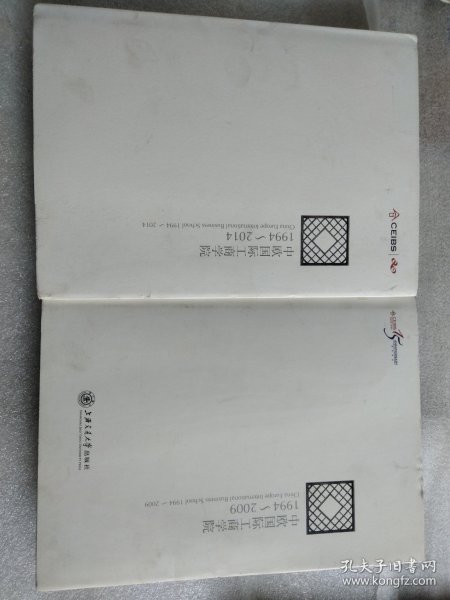 CEIBS
中欧国际工商学院
1994～2014
China Europe International Business School 1994～2014
15
中欧国际工商学院
1994～2009
China Europe International Business School 1994～2009
上海交通大学出版社
孔夫子旧书网
www.kongfz.com